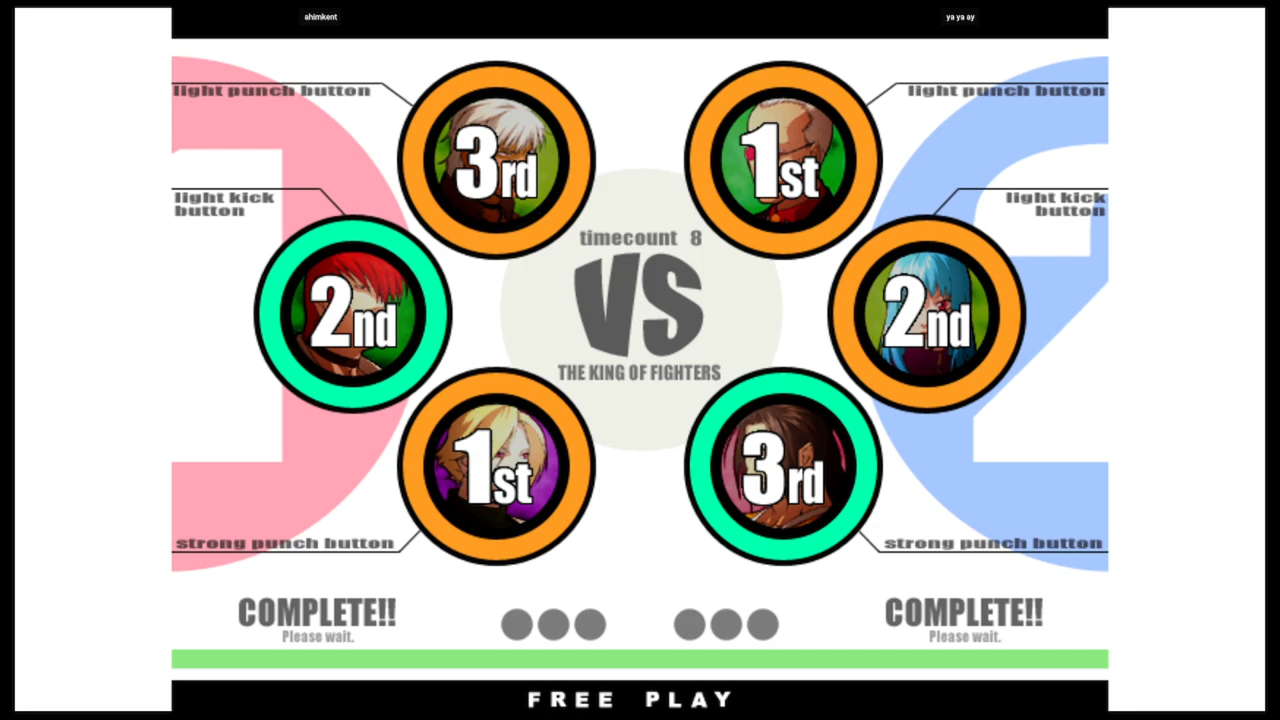 ahimkent
ya ya ay
light punch button
light punch button
3rd
1st
light kick
button
light kick
button
timecount 8
VS
THE KING OF FIGHTERS
2nd
2nd
1st
3rd
strong punch button
strong punch button
COMPLETE!!
Please wait.
COMPLETE!!
Please wait.
FREE PLAY